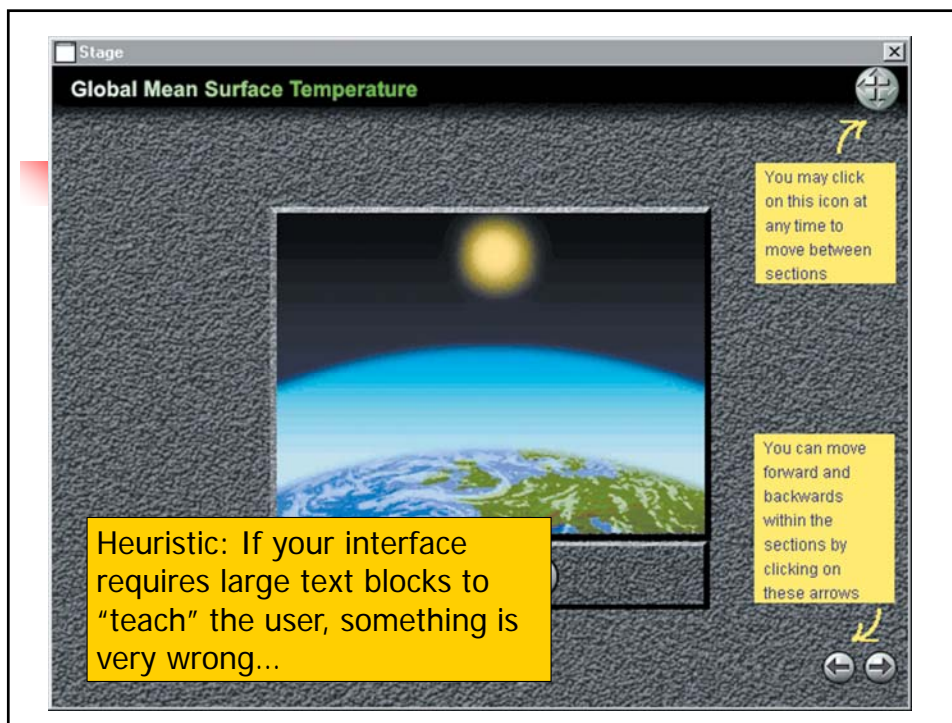 Stage
Global Mean Surface Temperature
You may click
on this icon at
any time to
move between
sections
You can move
forward and
backwards
within the
sections by
clicking on
these arrows
Heuristic: If your interface
requires large text blocks to
“teach” the user, something is
very wrong...